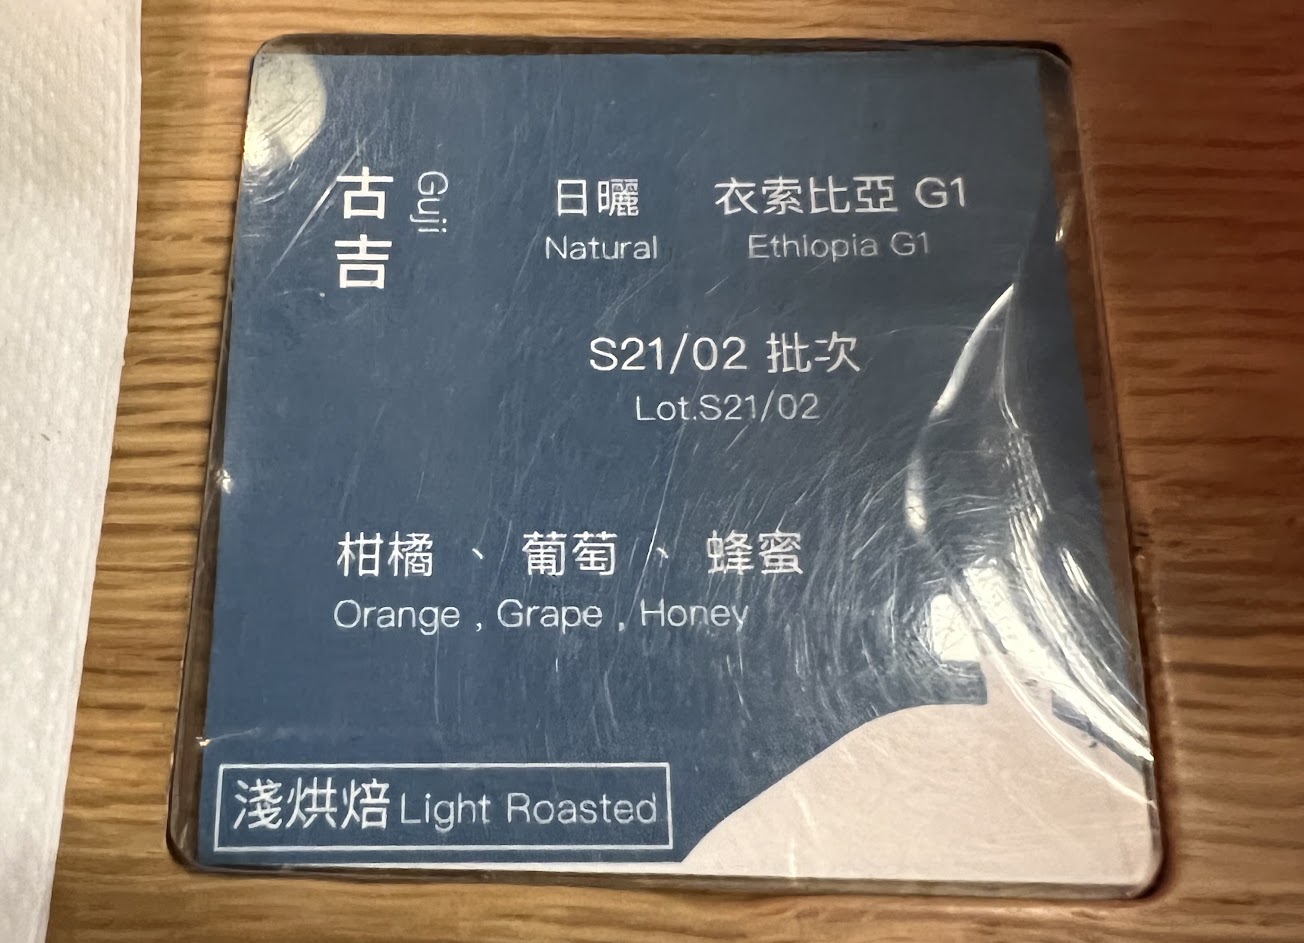 古吉
Guji
日曬
Natural
衣索比亞 G1
Ethiopia G1
S21/02 批次
Lot.S21/02
柑橘、葡萄、蜂蜜
Orange , Grape , Honey
淺烘焙 Light Roasted